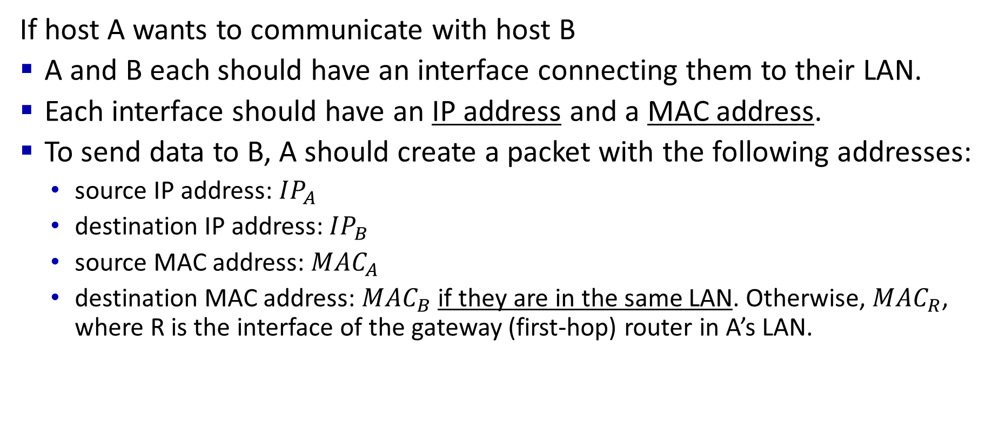 If host A wants to communicate with host B
▪ A and B each should have an interface connecting them to their LAN.
▪ Each interface should have an IP address and a MAC address.
▪ To send data to B, A should create a packet with the following addresses:
• source IP address: IP_A
• destination IP address: IP_B
• source MAC address: MAC_A
• destination MAC address: MAC_B if they are in the same LAN. Otherwise, MAC_R,
where R is the interface of the gateway (first-hop) router in A’s LAN.